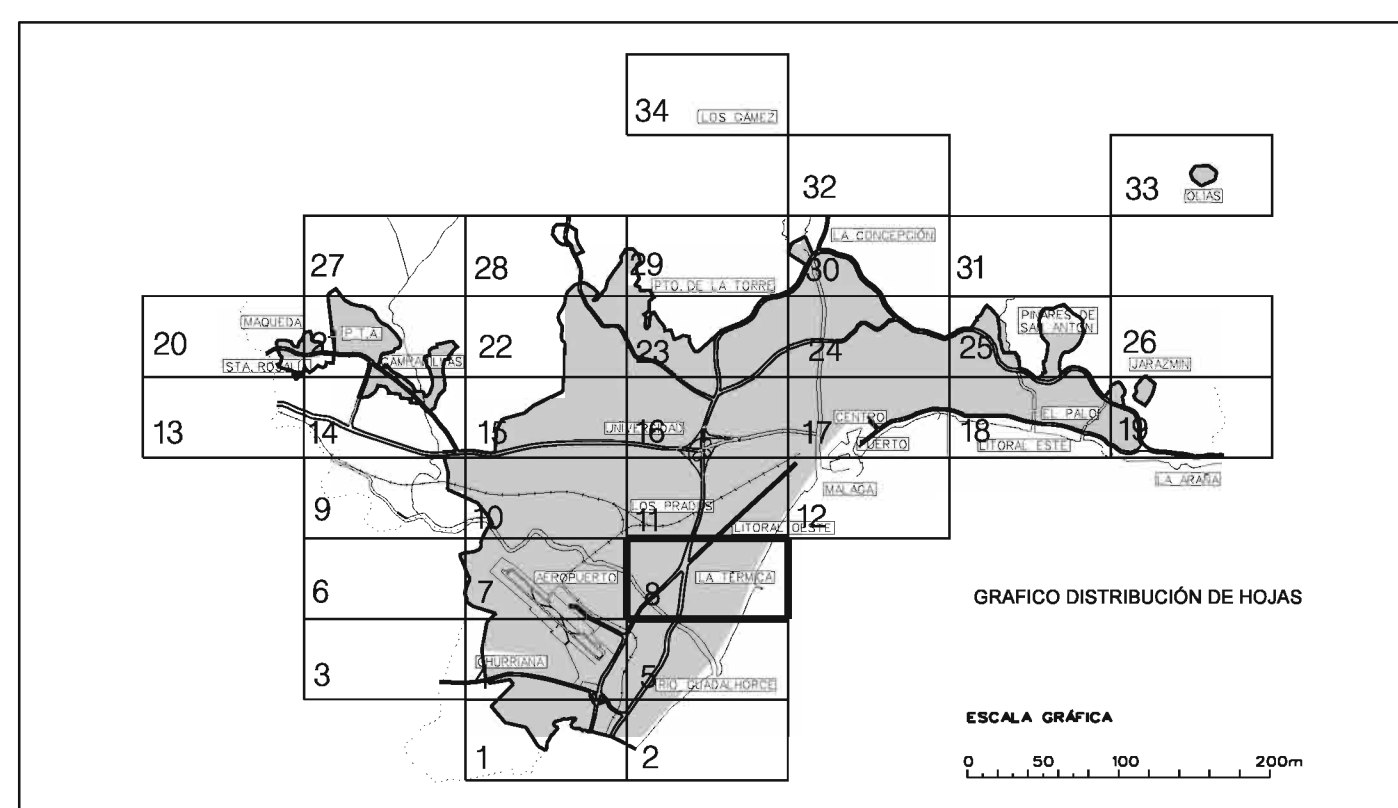 34 LOS GÁMEZ
32 33
OLIAS
LA CONCEPCIÓN
27 28 29 30 31
PTO. DE LA TORRE
MAQUEDA P.T.A. PINARES DE
SAN ANTON
20 22 23 24 25 26
STA. ROSALIA JARAZMIN
CENTRO EL PALO
13 14 15 UNIVERSIDAD 16 17 PUERTO 18 LITORAL ESTE 19
MALAGA LA ARAÑA
9 10 LOS PRADOS 11 LITORAL OESTE 12
6 7 AEROPUERTO 8 LA TERMICA
GRAFICO DISTRIBUCIÓN DE HOJAS
3 CHURRIANA 5 RIO GUADALHORCE
ESCALA GRÁFICA
1 2
0 50 100 200m